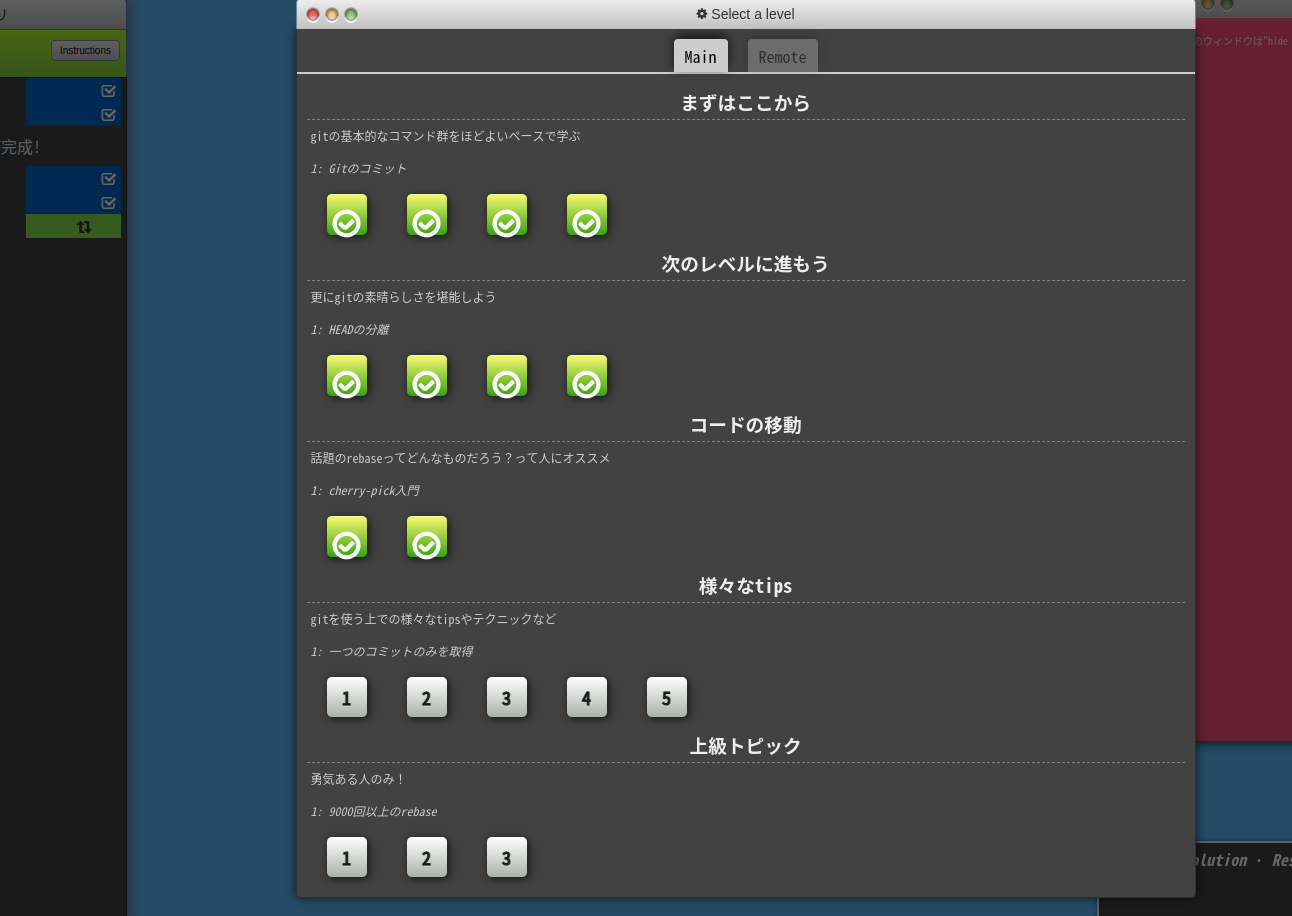 Select a level
Instructions
のウィンドウは"hide
Main
Remote
まずはここから
gitの基本的なコマンド群をほどよいペースで学ぶ
完成！
1: Gitのコミット
次のレベルに進もう
更にgitの素晴らしさを堪能しよう
1: HEADの分離
コードの移動
話題のrebaseってどんなものだろう？って人にオススメ
1: cherry-pick入門
様々なtips
gitを使う上での様々なtipsやテクニックなど
1: 一つのコミットのみを取得
1 2 3 4 5
上級トピック
勇気ある人のみ！
1: 9000回以上のrebase
1 2 3
olution · Res